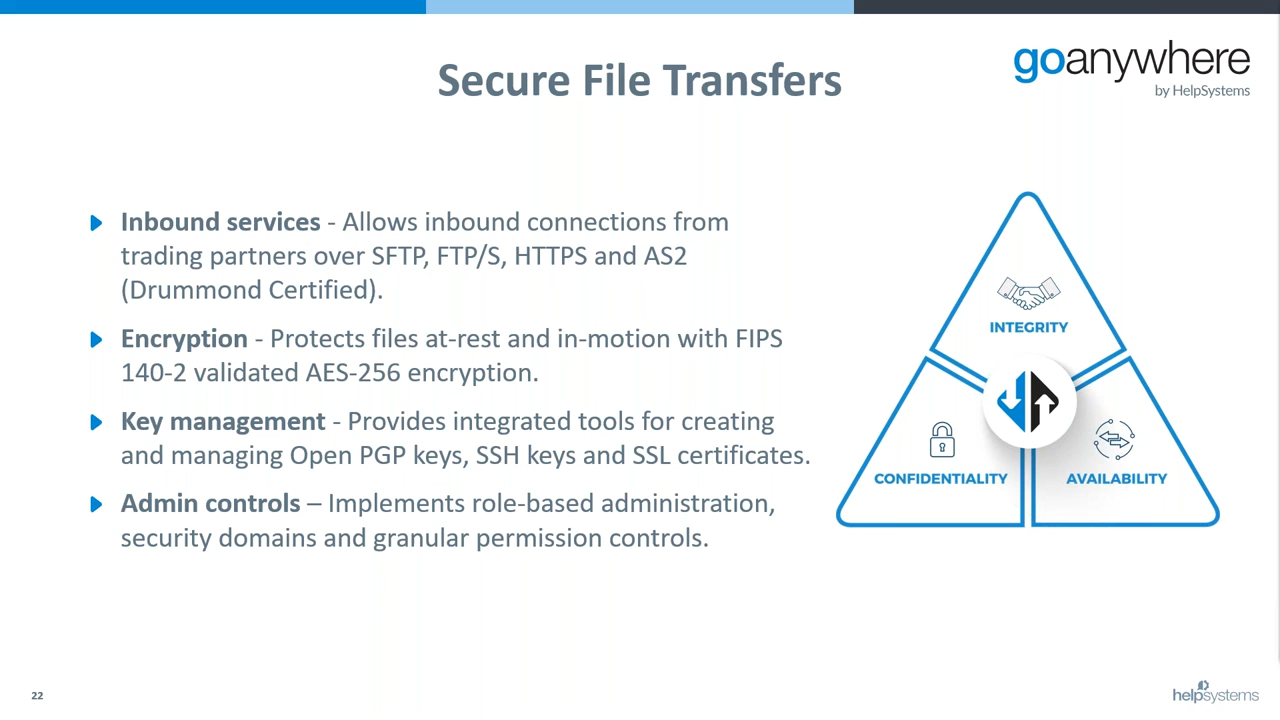 Secure File Transfers
goanywhere
by HelpSystems
Inbound services - Allows inbound connections from
trading partners over SFTP, FTP/S, HTTPS and AS2
(Drummond Certified).
Encryption - Protects files at-rest and in-motion with FIPS
140-2 validated AES-256 encryption.
Key management - Provides integrated tools for creating
and managing Open PGP keys, SSH keys and SSL certificates.
Admin controls – Implements role-based administration,
security domains and granular permission controls.
INTEGRITY
CONFIDENTIALITY
AVAILABILITY
22
helpsystems